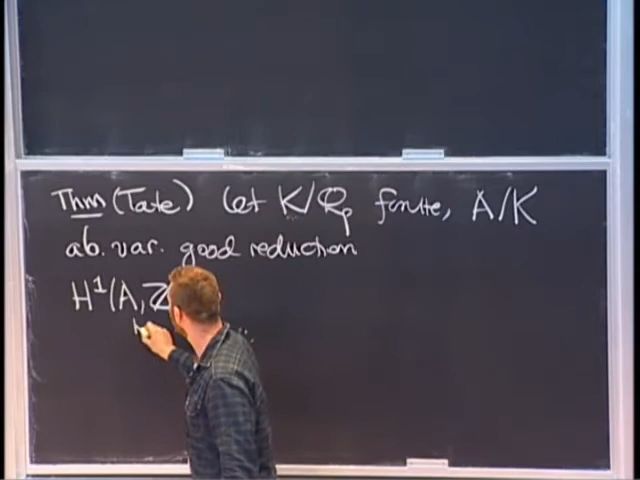 Thm (Tate) Let K/ℚp finite, A/K
ab. var. good reduction
H¹(A, ℤ